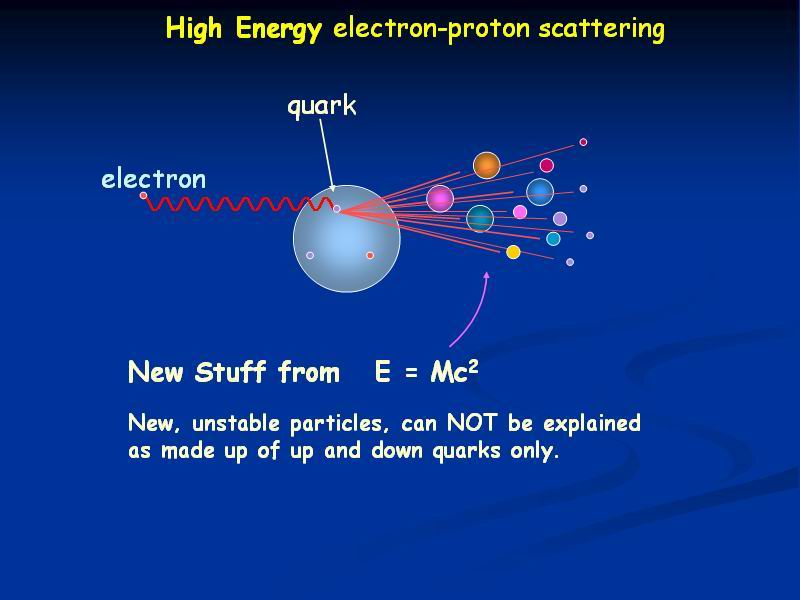 High Energy electron-proton scattering
quark
electron
New Stuff from E = Mc²
New, unstable particles, can NOT be explained
as made up of up and down quarks only.